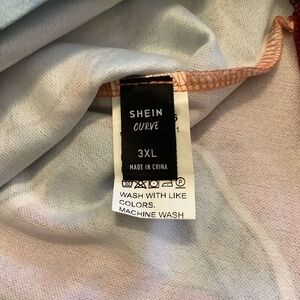 SHEIN
CURVE
3XL
MADE IN CHINA
WASH WITH LIKE
COLORS.
MACHINE WASH